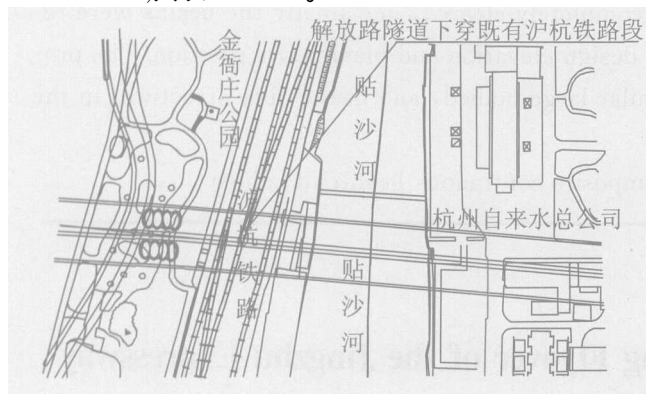 解放路隧道下穿既有沪杭铁路段
金衙庄公园
贴沙河
沪杭铁路
杭州自来水总公司
贴沙河